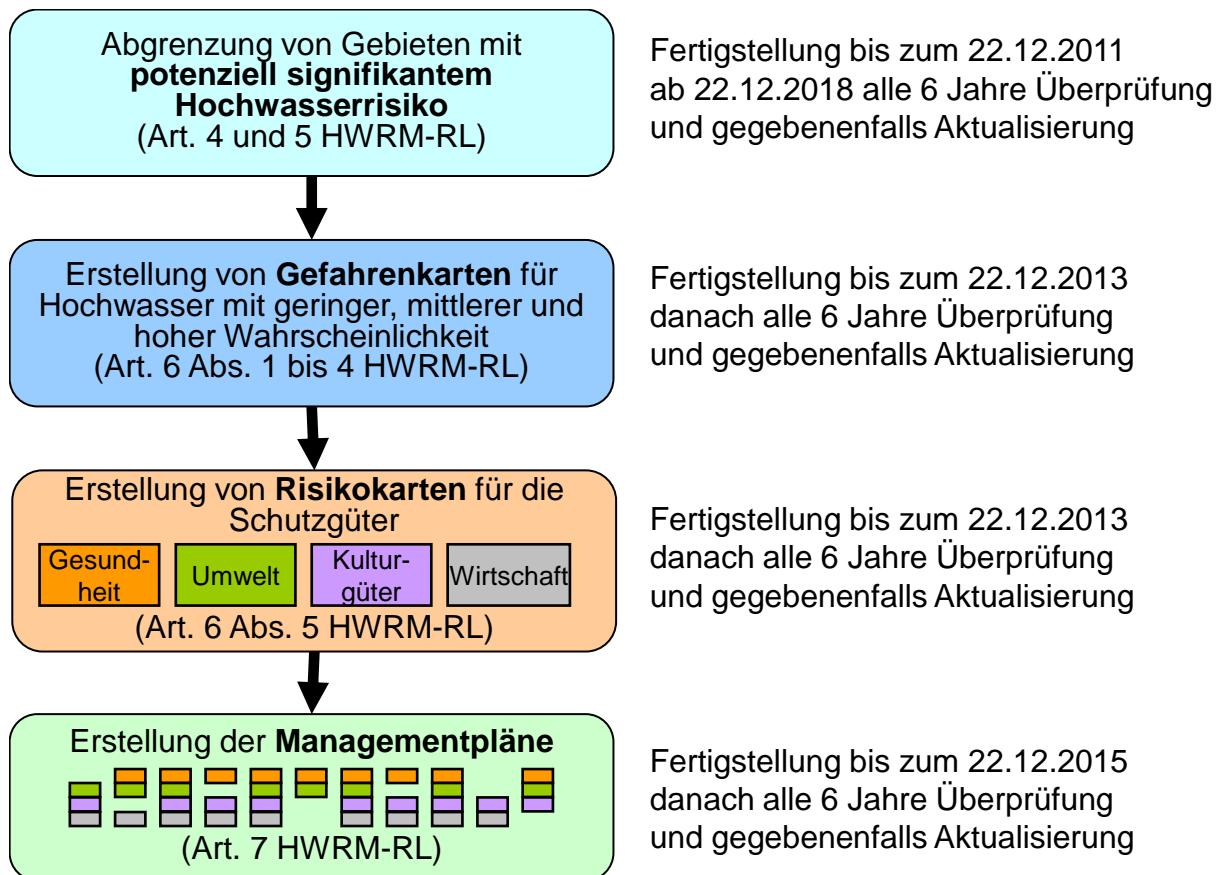 Abgrenzung von Gebieten mit
potenziell signifikantem
Hochwasserrisiko
(Art. 4 und 5 HWRM-RL)
Fertigstellung bis zum 22.12.2011
ab 22.12.2018 alle 6 Jahre Überprüfung
und gegebenenfalls Aktualisierung
Erstellung von Gefahrenkarten für
Hochwasser mit geringer, mittlerer und
hoher Wahrscheinlichkeit
(Art. 6 Abs. 1 bis 4 HWRM-RL)
Fertigstellung bis zum 22.12.2013
danach alle 6 Jahre Überprüfung
und gegebenenfalls Aktualisierung
Erstellung von Risikokarten für die
Schutzgüter
Gesund-
heit
Umwelt
Kultur-
güter
Wirtschaft
(Art. 6 Abs. 5 HWRM-RL)
Fertigstellung bis zum 22.12.2013
danach alle 6 Jahre Überprüfung
und gegebenenfalls Aktualisierung
Erstellung der Managementpläne
(Art. 7 HWRM-RL)
Fertigstellung bis zum 22.12.2015
danach alle 6 Jahre Überprüfung
und gegebenenfalls Aktualisierung